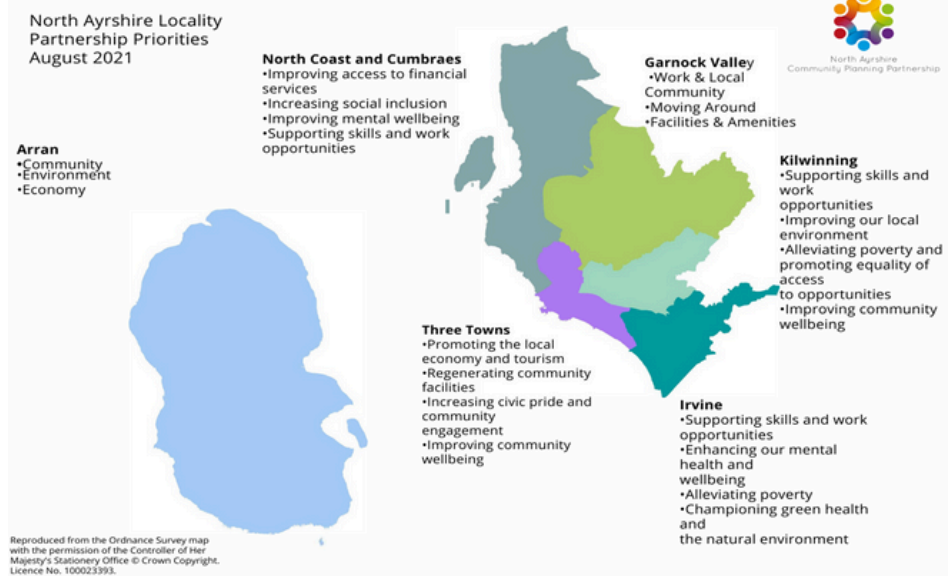 North Ayrshire Locality
Partnership Priorities
August 2021
North Ayrshire
Community Planning Partnership
North Coast and Cumbraes
•Improving access to financial
services
•Increasing social inclusion
•Improving mental wellbeing
•Supporting skills and work
opportunities
Garnock Valley
•Work & Local
Community
•Moving Around
•Facilities & Amenities
Arran
•Community
•Environment
•Economy
Kilwinning
•Supporting skills and
work
opportunities
•Improving our local
environment
•Alleviating poverty and
promoting equality of
access
to opportunities
•Improving community
wellbeing
Three Towns
•Promoting the local
economy and tourism
•Regenerating community
facilities
•Increasing civic pride and
community
engagement
•Improving community
wellbeing
Irvine
•Supporting skills and work
opportunities
•Enhancing our mental
health and
wellbeing
•Alleviating poverty
•Championing green health
and
the natural environment
Reproduced from the Ordnance Survey map
with the permission of the Controller of Her
Majesty's Stationery Office © Crown Copyright.
Licence No. 100023393.